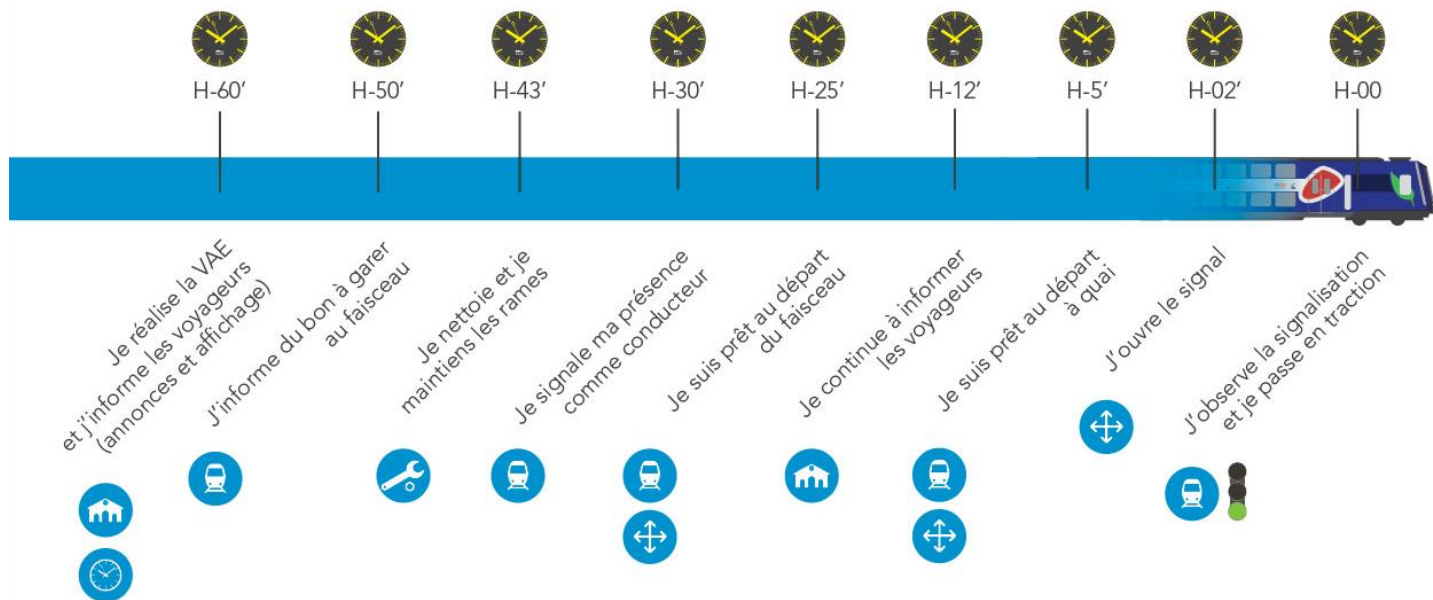 H-60'
H-50'
H-43'
H-30'
H-25'
H-12'
H-5'
H-02'
H-00
Je réalise la VAE
et j'informe les voyageurs
(annonces et affichage)
J'informe du bon à garer
au faisceau
Je nettoie et je
maintiens les rames
Je signale ma présence
comme conducteur
Je suis prêt au départ
du faisceau
Je continue à informer
les voyageurs
Je suis prêt au départ
à quai
J'ouvre le signal
J'observe la signalisation
et je passe en traction